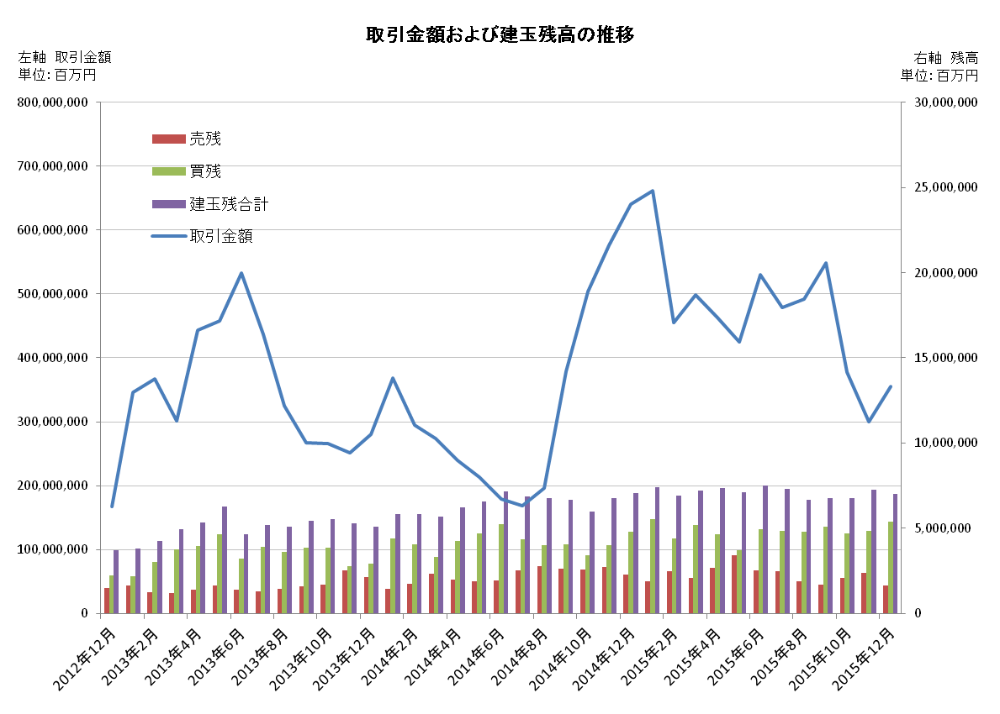 取引金額および建玉残高の推移
左軸 取引金額
単位: 百万円
右軸 残高
単位: 百万円
800,000,000
700,000,000
600,000,000
500,000,000
400,000,000
300,000,000
200,000,000
100,000,000
0
売残
買残
建玉残合計
取引金額
30,000,000
25,000,000
20,000,000
15,000,000
10,000,000
5,000,000
0
2012年12月
2013年2月
2013年4月
2013年6月
2013年8月
2013年10月
2013年12月
2014年2月
2014年4月
2014年6月
2014年8月
2014年10月
2014年12月
2015年2月
2015年4月
2015年6月
2015年8月
2015年10月
2015年12月